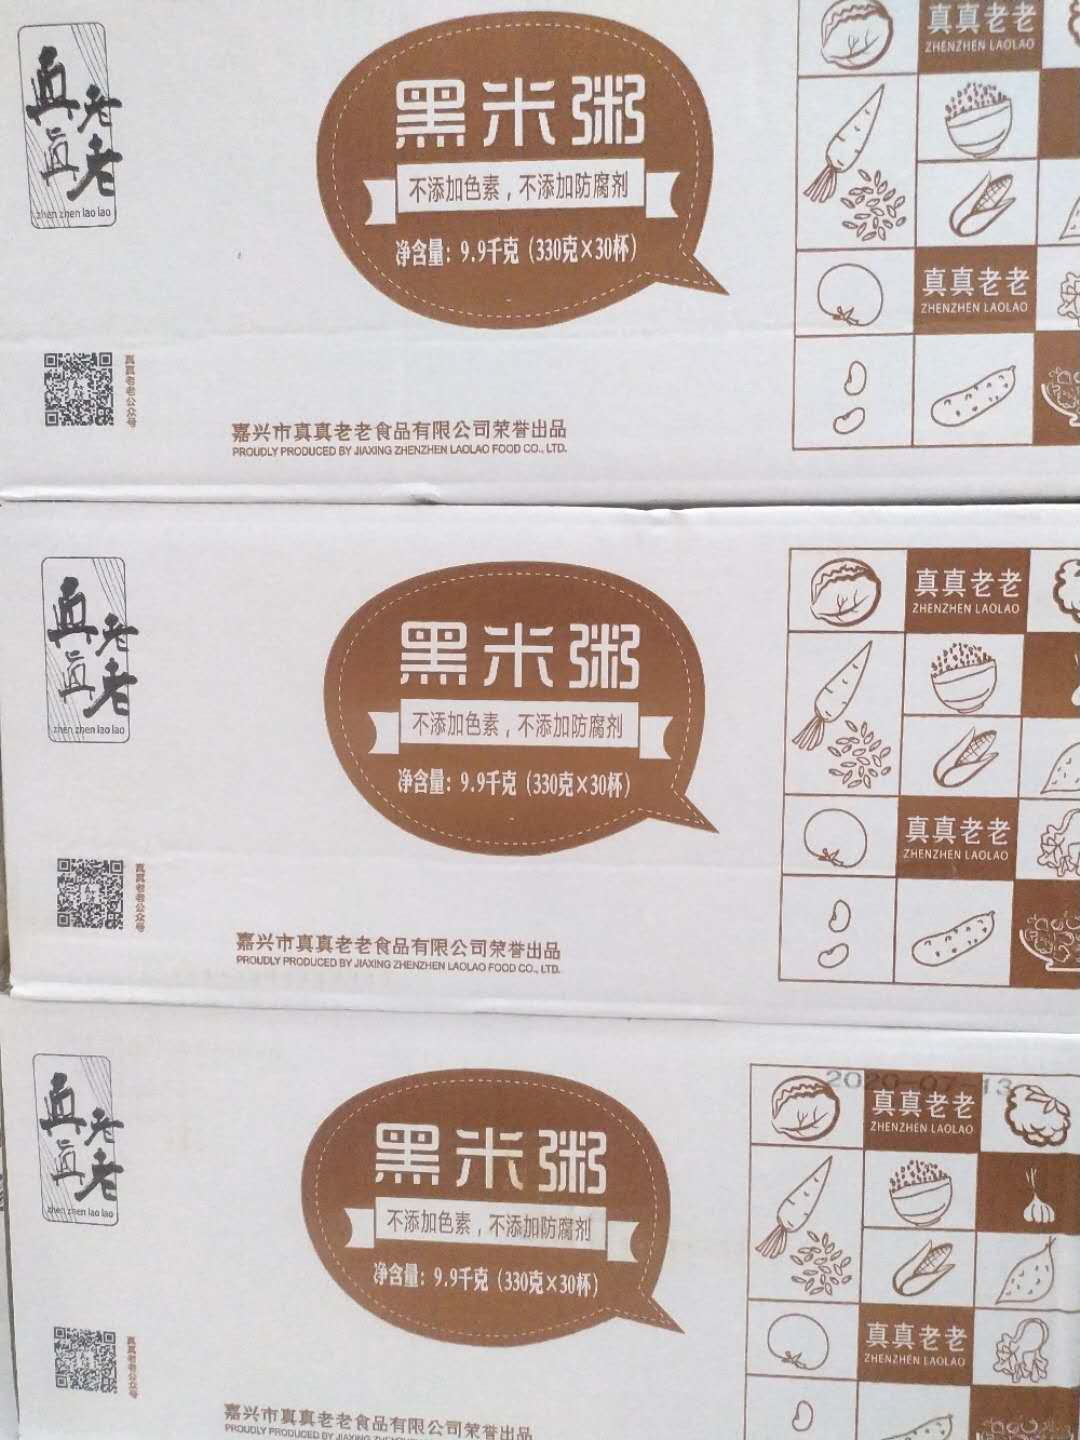 真真老老
zhen zhen lao lao
黑米粥
不添加色素，不添加防腐剂
净含量：9.9千克（330克×30杯）
真真老老
ZHENZHEN LAOLAO
真真老老
ZHENZHEN LAOLAO
真真老老公众号
嘉兴市真真老老食品有限公司荣誉出品
PROUDLY PRODUCED BY JIAXING ZHENZHEN LAOLAO FOOD CO., LTD.
真真老老
zhen zhen lao lao
黑米粥
不添加色素，不添加防腐剂
净含量：9.9千克（330克×30杯）
真真老老
ZHENZHEN LAOLAO
真真老老
ZHENZHEN LAOLAO
真真老老公众号
嘉兴市真真老老食品有限公司荣誉出品
PROUDLY PRODUCED BY JIAXING ZHENZHEN LAOLAO FOOD CO., LTD.
真真老老
zhen zhen lao lao
黑米粥
不添加色素，不添加防腐剂
净含量：9.9千克（330克×30杯）
2020-07-13
真真老老
ZHENZHEN LAOLAO
真真老老
ZHENZHEN LAOLAO
真真老老公众号
嘉兴市真真老老食品有限公司荣誉出品
PROUDLY PRODUCED BY JIAXING